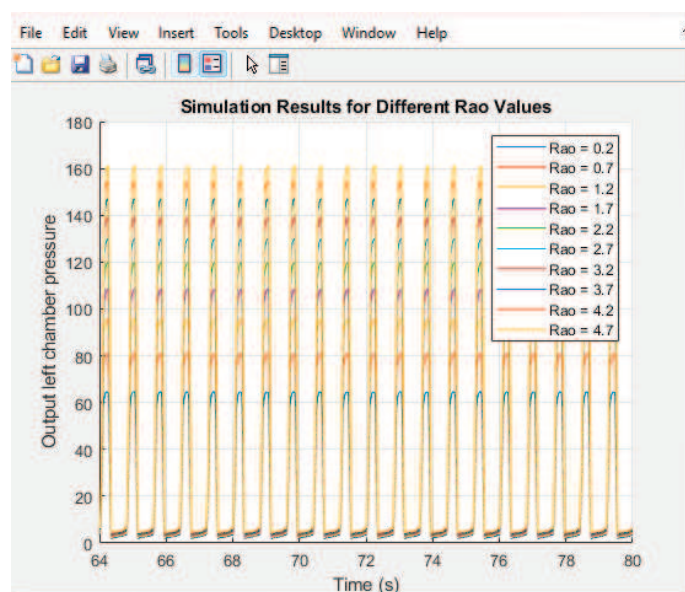 File Edit View Insert Tools Desktop Window Help
Simulation Results for Different Rao Values
180
160
140
120
100
80
60
40
20
0
Output left chamber pressure
Rao = 0.2
Rao = 0.7
Rao = 1.2
Rao = 1.7
Rao = 2.2
Rao = 2.7
Rao = 3.2
Rao = 3.7
Rao = 4.2
Rao = 4.7
64 66 68 70 72 74 76 78 80
Time (s)